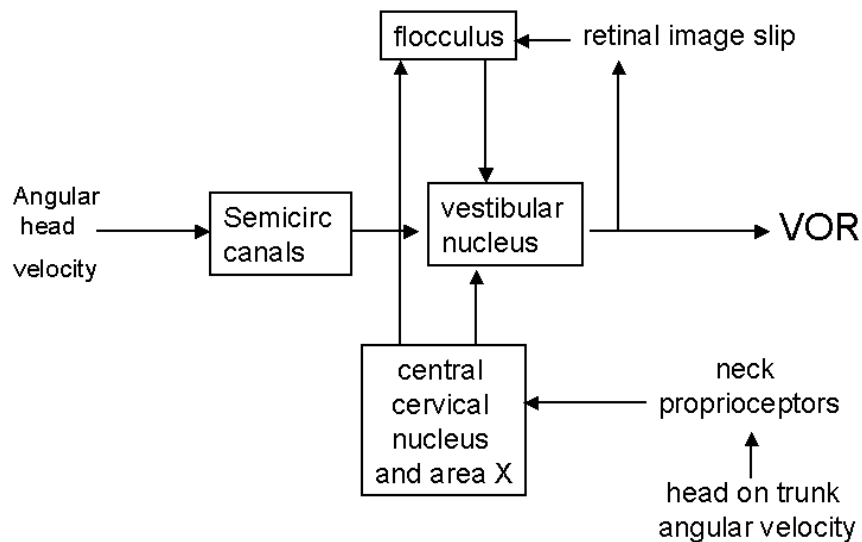 flocculus
retinal image slip
Angular
head
velocity
Semicirc
canals
vestibular
nucleus
VOR
central
cervical
nucleus
and area X
neck
proprioceptors
head on trunk
angular velocity